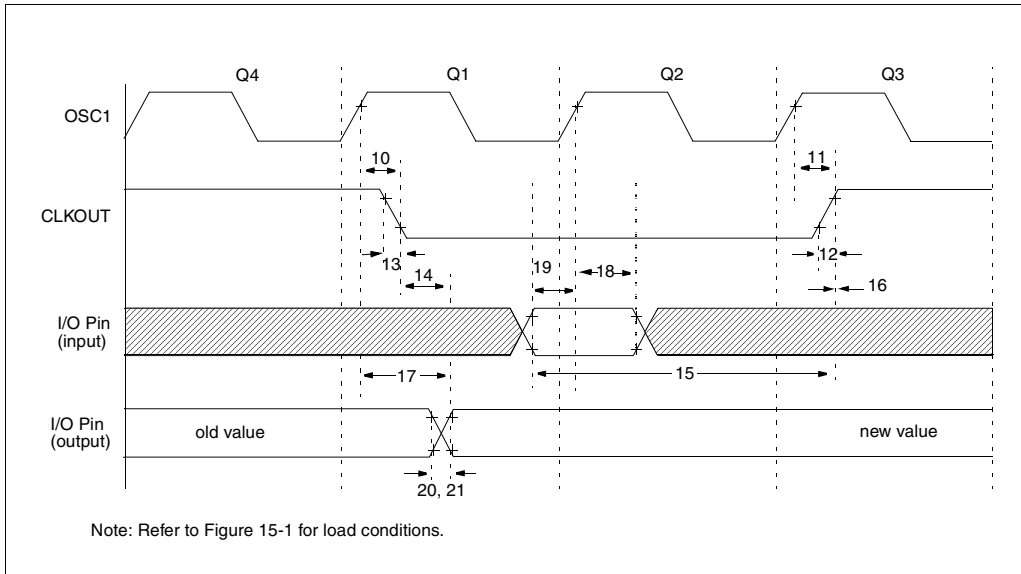 Q4 Q1 Q2 Q3
OSC1
10 11
CLKOUT
13 12
14 19 18
16
I/O Pin
(input)
17 15
I/O Pin
(output)
old value new value
20, 21
Note: Refer to Figure 15-1 for load conditions.